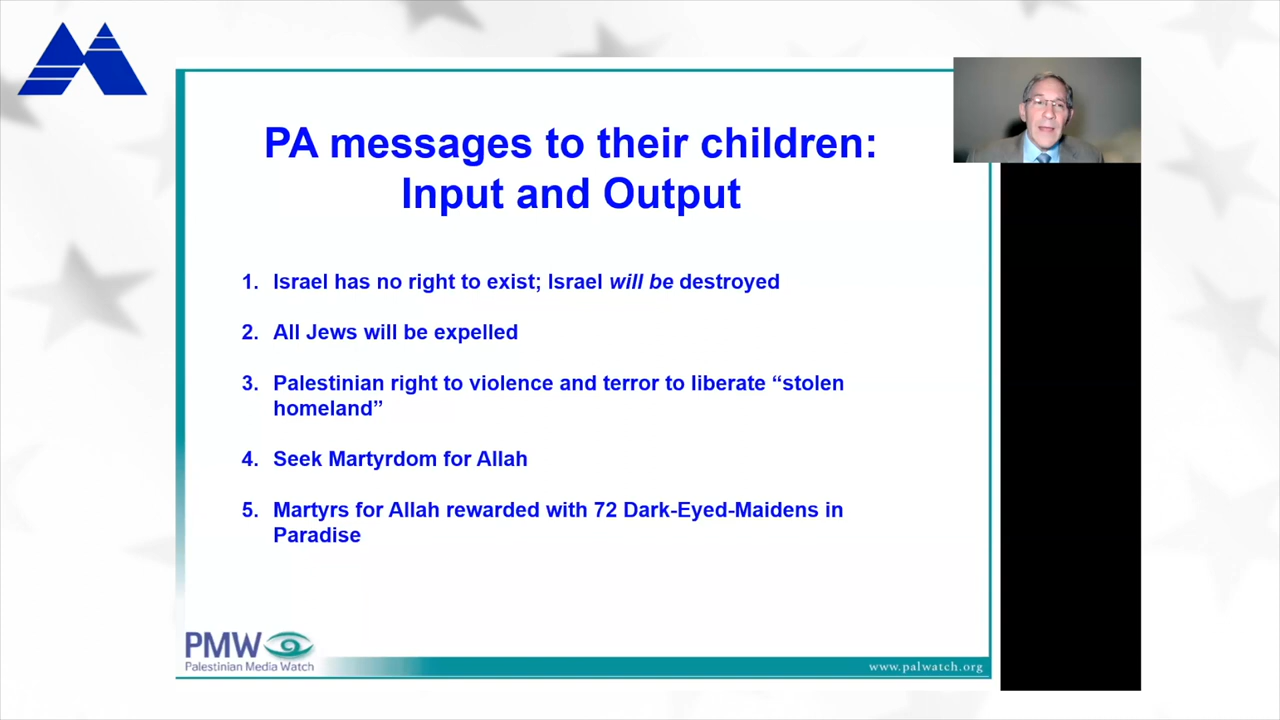 PA messages to their children:
Input and Output
1. Israel has no right to exist; Israel will be destroyed
2. All Jews will be expelled
3. Palestinian right to violence and terror to liberate “stolen
homeland”
4. Seek Martyrdom for Allah
5. Martyrs for Allah rewarded with 72 Dark-Eyed-Maidens in
Paradise
PMW
Palestinian Media Watch
www.palwatch.org